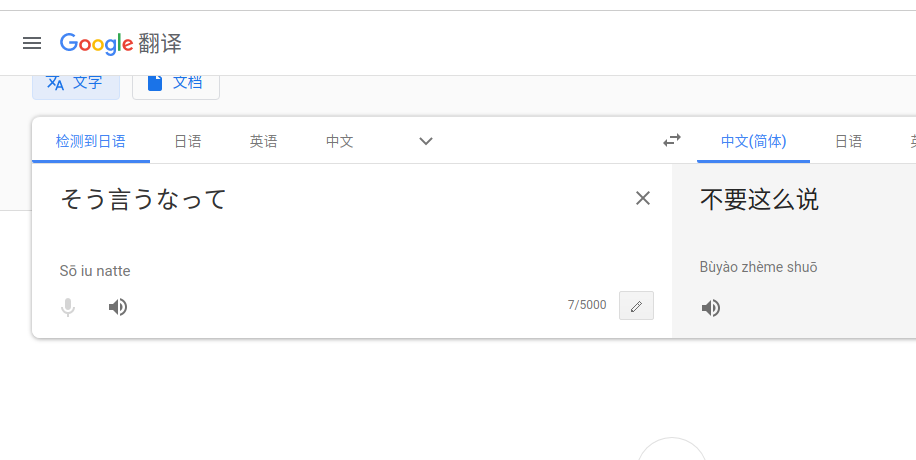 Google 翻译
文字 文档
检测到日语 日语 英语 中文 中文(简体) 日语
そう言うなって 不要这么说
Sō iu natte Bùyào zhème shuō
7/5000